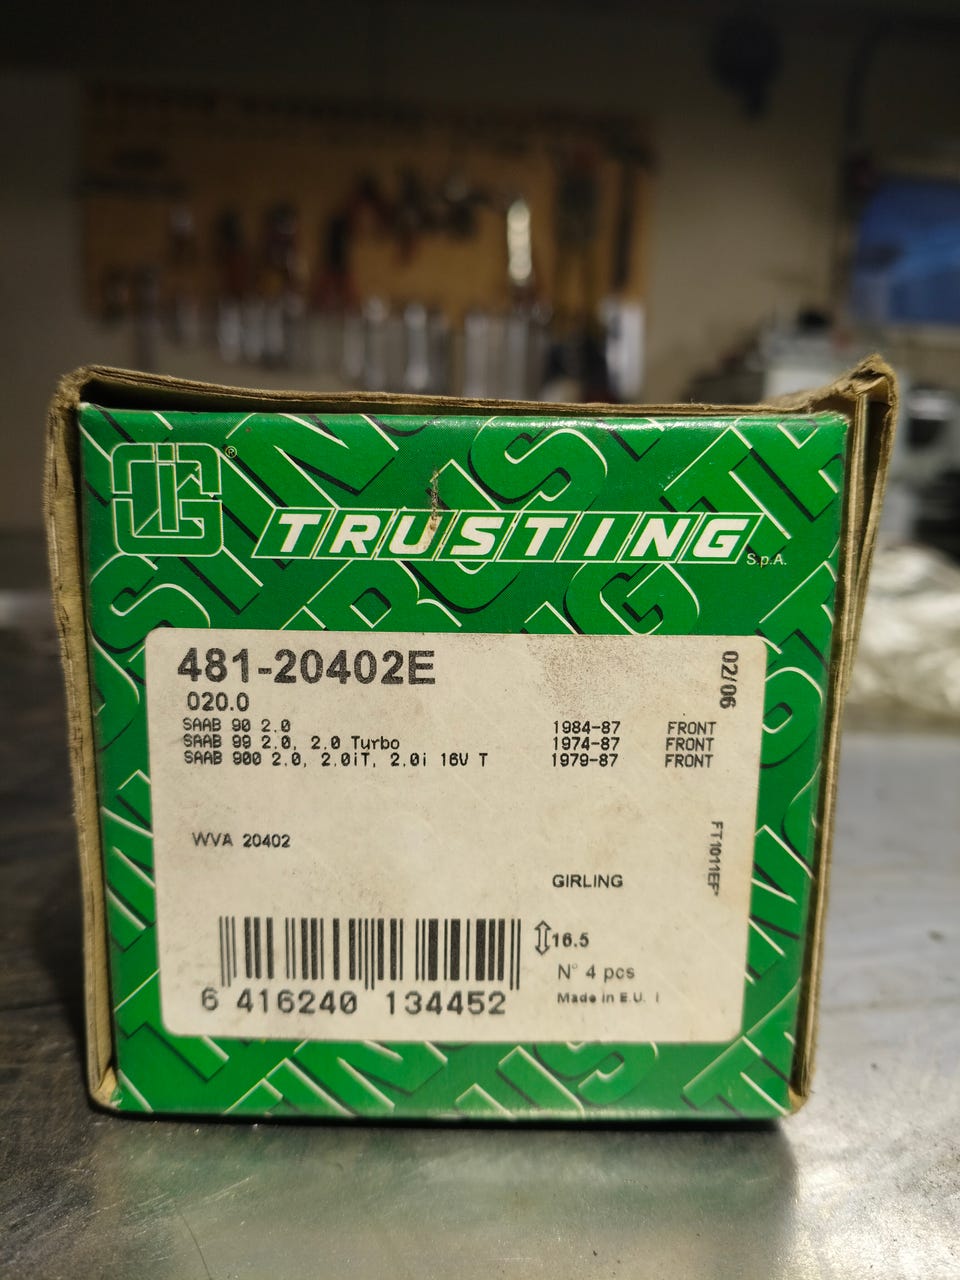 TRUSTING
®
S.p.A.
481-20402E
02/06
020.0
SAAB 90 2.0 1984-87 FRONT
SAAB 99 2.0, 2.0 Turbo 1974-87 FRONT
SAAB 900 2.0, 2.0iT, 2.0i 16V T 1979-87 FRONT
WVA 20402
FT1011EF*
GIRLING
16.5
N° 4 pcs
Made in E.U. I
6 416240 134452